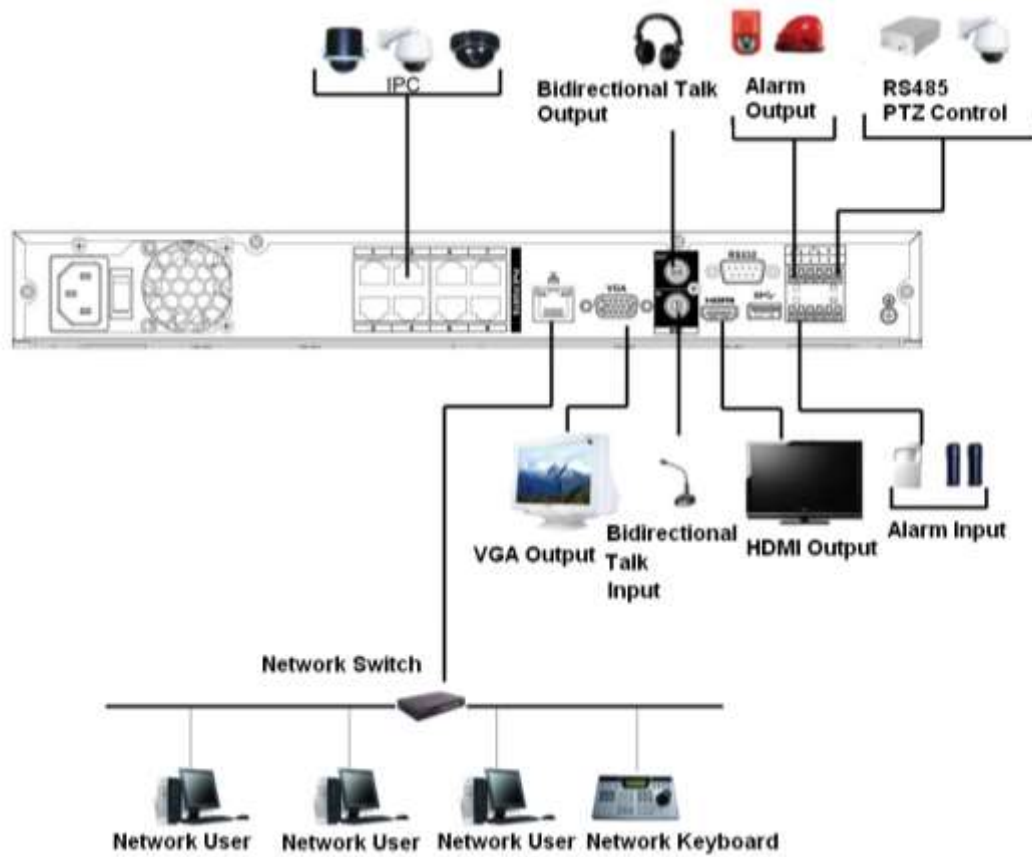 IPC
Bidirectional Talk
Output
Alarm
Output
RS485
PTZ Control
RS232
VGA
HDMI
VGA Output
Bidirectional
Talk
Input
HDMI Output
Alarm Input
Network Switch
Network User
Network User
Network User
Network Keyboard